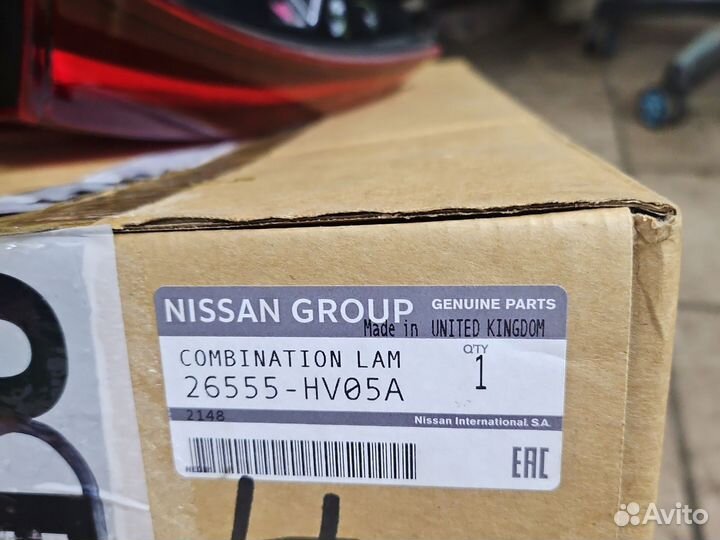 NISSAN GROUP GENUINE PARTS
Made in UNITED KINGDOM
COMBINATION LAM
QTY
26555-HV05A 1
2148
Nissan International. S.A.
EAC
Avito